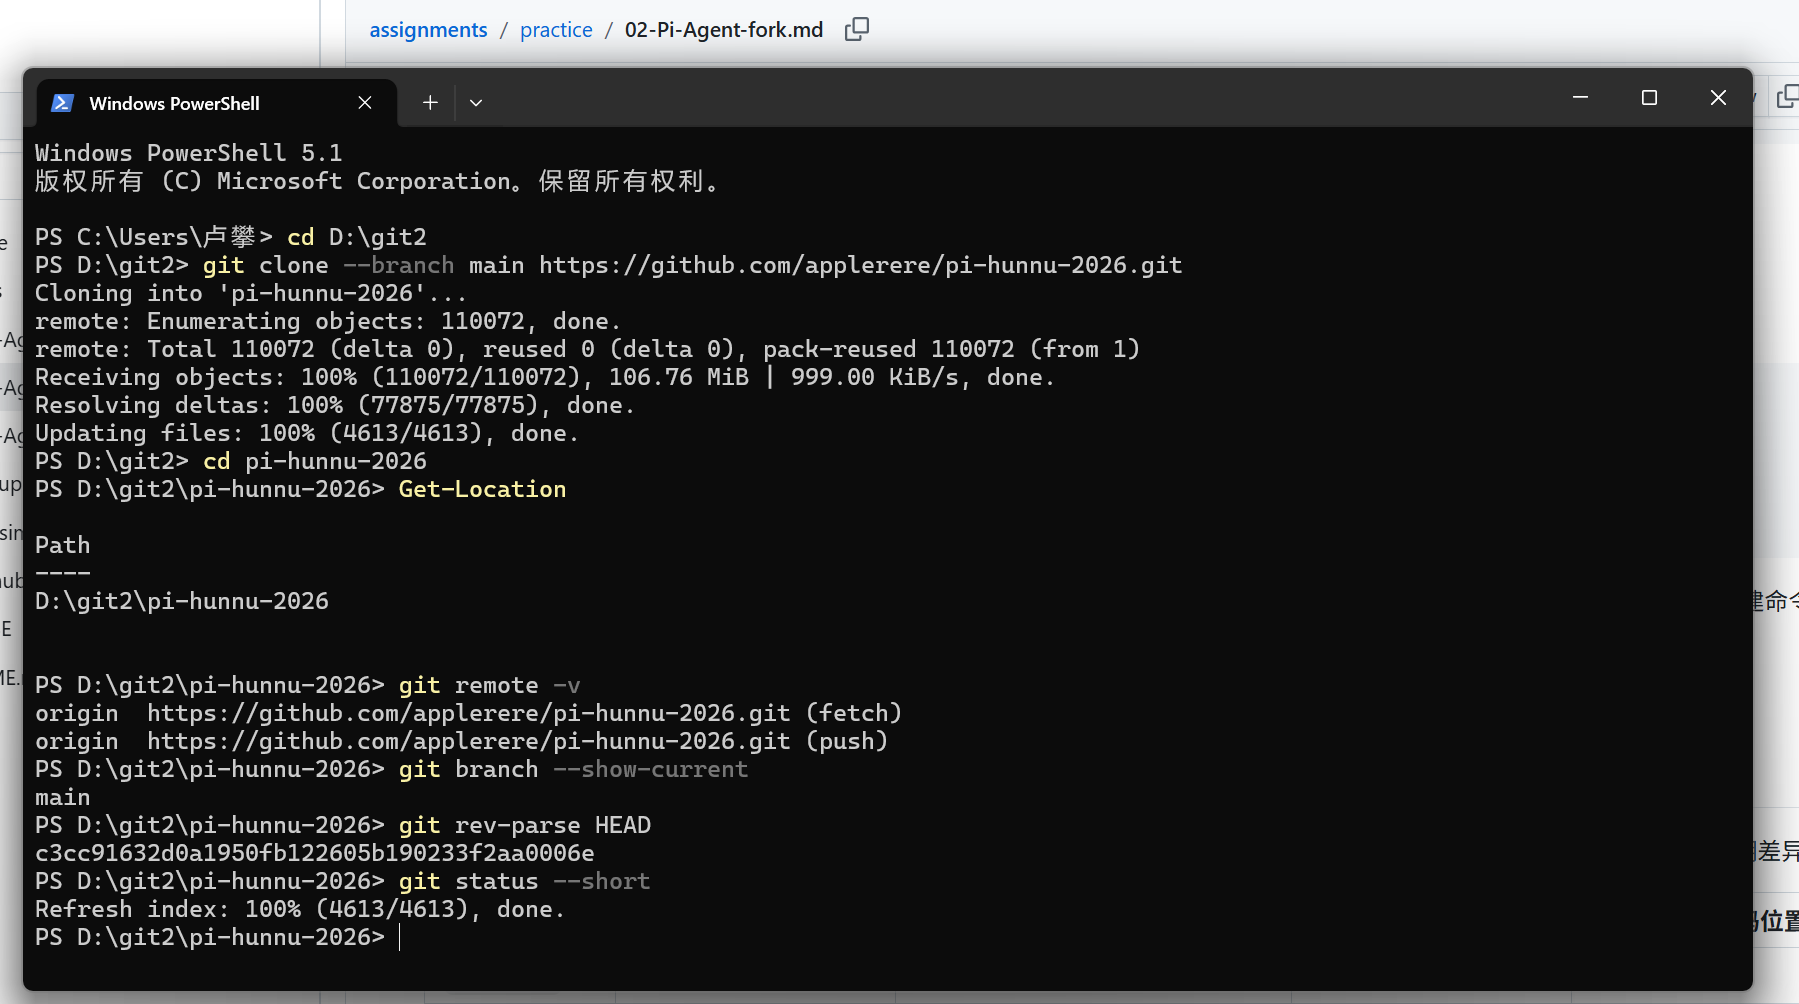 assignments / practice / 02-Pi-Agent-fork.md
Windows PowerShell
Windows PowerShell 5.1
版权所有 (C) Microsoft Corporation。保留所有权利。
PS C:\Users\卢攀> cd D:\git2
PS D:\git2> git clone --branch main https://github.com/applerere/pi-hunnu-2026.git
Cloning into 'pi-hunnu-2026'...
remote: Enumerating objects: 110072, done.
remote: Total 110072 (delta 0), reused 0 (delta 0), pack-reused 110072 (from 1)
Receiving objects: 100% (110072/110072), 106.76 MiB | 999.00 KiB/s, done.
Resolving deltas: 100% (77875/77875), done.
Updating files: 100% (4613/4613), done.
PS D:\git2> cd pi-hunnu-2026
PS D:\git2\pi-hunnu-2026> Get-Location
Path
----
D:\git2\pi-hunnu-2026
PS D:\git2\pi-hunnu-2026> git remote -v
origin  https://github.com/applerere/pi-hunnu-2026.git (fetch)
origin  https://github.com/applerere/pi-hunnu-2026.git (push)
PS D:\git2\pi-hunnu-2026> git branch --show-current
main
PS D:\git2\pi-hunnu-2026> git rev-parse HEAD
c3cc91632d0a1950fb122605b190233f2aa0006e
PS D:\git2\pi-hunnu-2026> git status --short
Refresh index: 100% (4613/4613), done.
PS D:\git2\pi-hunnu-2026>